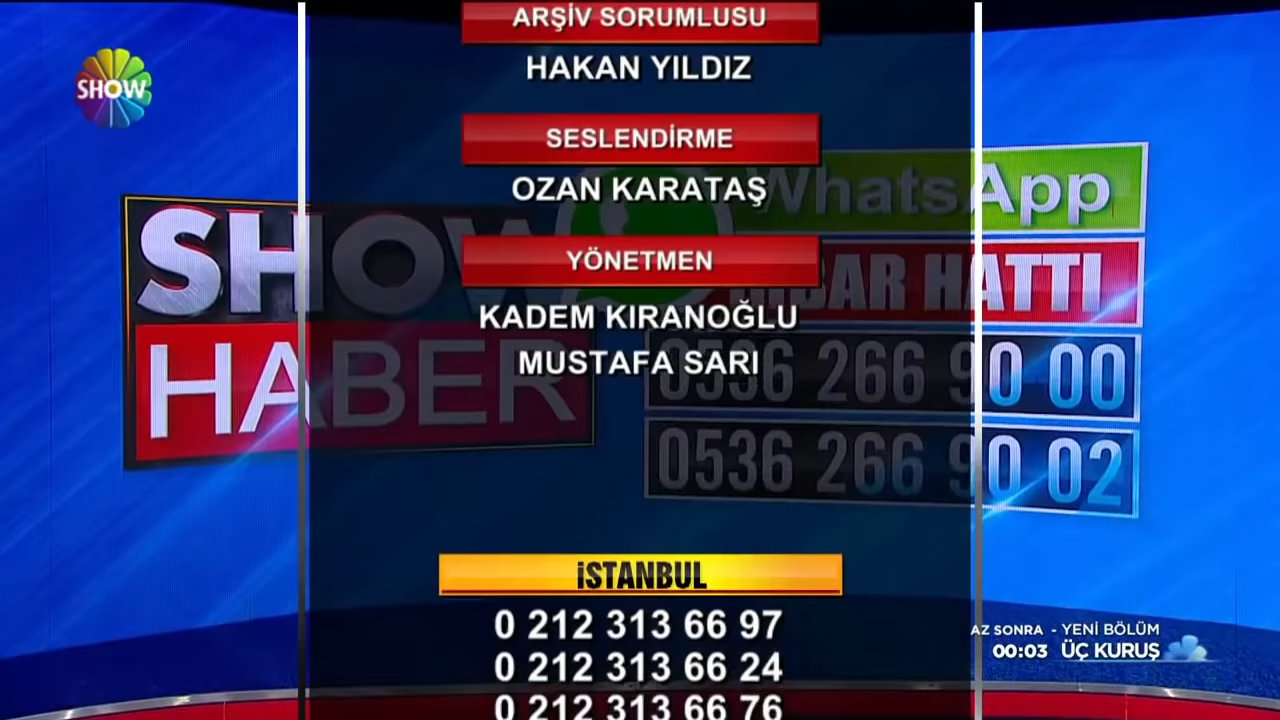 ARŞİV SORUMLUSU
HAKAN YILDIZ
SESLENDİRME
OZAN KARATAŞ
YÖNETMEN
KADEM KIRANOĞLU
MUSTAFA SARI
SHOW
SHOW
HABER
WhatsApp
İHBAR HATTI
0536 266 90 00
0536 266 90 02
İSTANBUL
0 212 313 66 97
0 212 313 66 24
0 212 313 66 76
AZ SONRA - YENİ BÖLÜM
00:03 ÜÇ KURUŞ